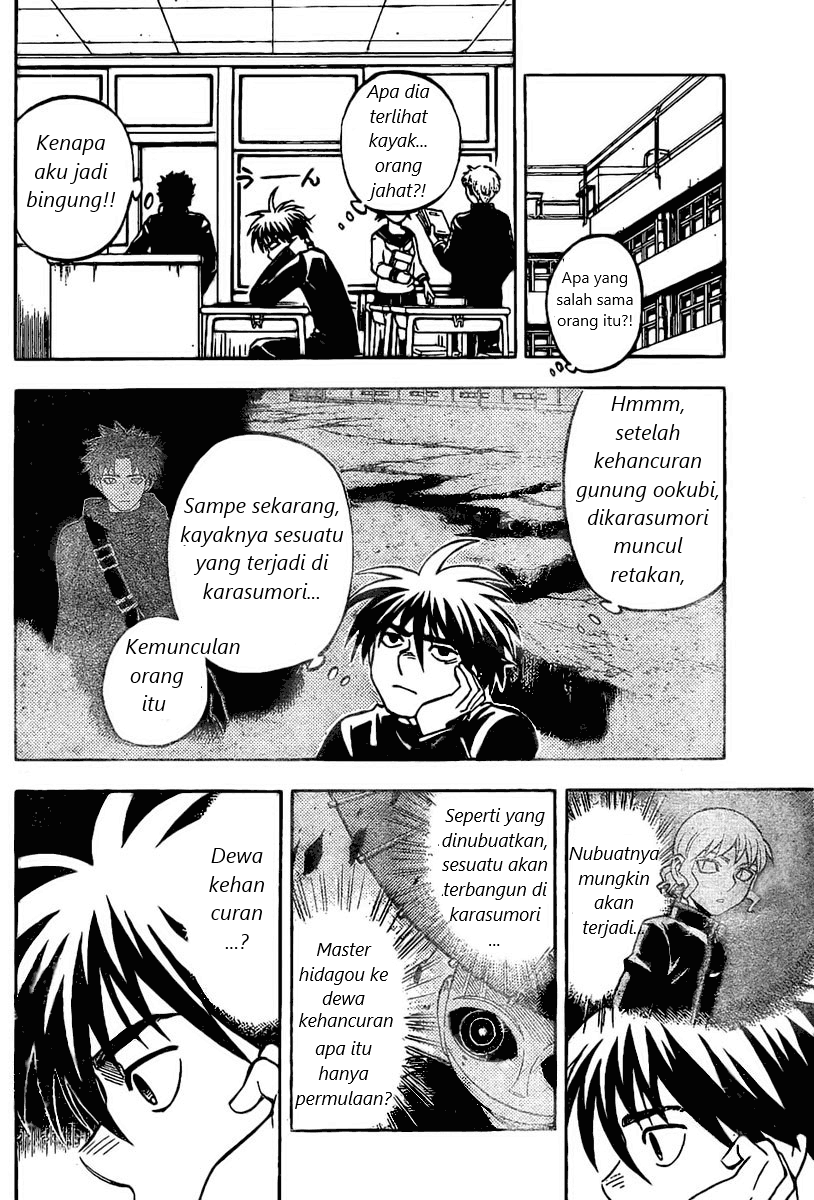 Apa yang
salah sama
orang itu?!
Apa dia
terlihat
kayak...
orang
jahat?!
うーん
Kenapa
aku jadi
bingung!!
Hmmm,
setelah
kehancuran
gunung ookubi,
dikarasumori
muncul
retakan,
Sampe sekarang,
kayaknya sesuatu
yang terjadi di
karasumori...
Kemunculan
orang
itu
Nubuatnya
mungkin
akan
terjadi...
Seperti yang
dinubuatkan,
sesuatu akan
terbangun di
karasumori
...
Master
hidagou ke
dewa
kehancuran
apa itu
hanya
permulaan?
Dewa
kehan
curan
...?